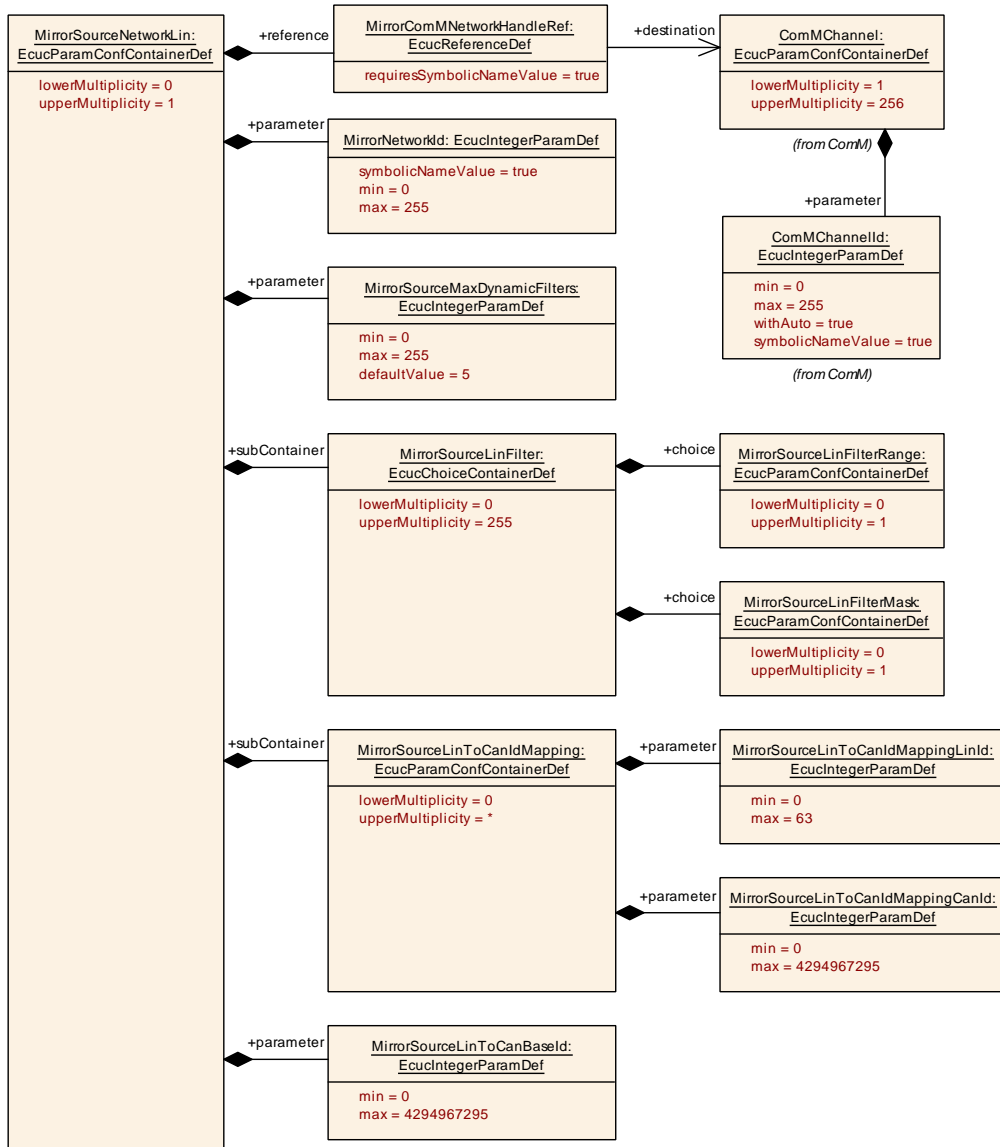 MirrorSourceNetworkLin:
EcucParamConfContainerDef
lowerMultiplicity = 0
upperMultiplicity = 1
+reference
MirrorComMNetworkHandleRef:
EcucReferenceDef
requiresSymbolicNameValue = true
+destination
ComMChannel:
EcucParamConfContainerDef
lowerMultiplicity = 1
upperMultiplicity = 256
(from ComM)
+parameter
MirrorNetworkId: EcucIntegerParamDef
symbolicNameValue = true
min = 0
max = 255
+parameter
ComMChannelId:
EcucIntegerParamDef
min = 0
max = 255
withAuto = true
symbolicNameValue = true
(from ComM)
+parameter
MirrorSourceMaxDynamicFilters:
EcucIntegerParamDef
min = 0
max = 255
defaultValue = 5
+subContainer
MirrorSourceLinFilter:
EcucChoiceContainerDef
lowerMultiplicity = 0
upperMultiplicity = 255
+choice
MirrorSourceLinFilterRange:
EcucParamConfContainerDef
lowerMultiplicity = 0
upperMultiplicity = 1
+choice
MirrorSourceLinFilterMask:
EcucParamConfContainerDef
lowerMultiplicity = 0
upperMultiplicity = 1
+subContainer
MirrorSourceLinToCanIdMapping:
EcucParamConfContainerDef
lowerMultiplicity = 0
upperMultiplicity = *
+parameter
MirrorSourceLinToCanIdMappingLinId:
EcucIntegerParamDef
min = 0
max = 63
+parameter
MirrorSourceLinToCanIdMappingCanId:
EcucIntegerParamDef
min = 0
max = 4294967295
+parameter
MirrorSourceLinToCanBaseId:
EcucIntegerParamDef
min = 0
max = 4294967295